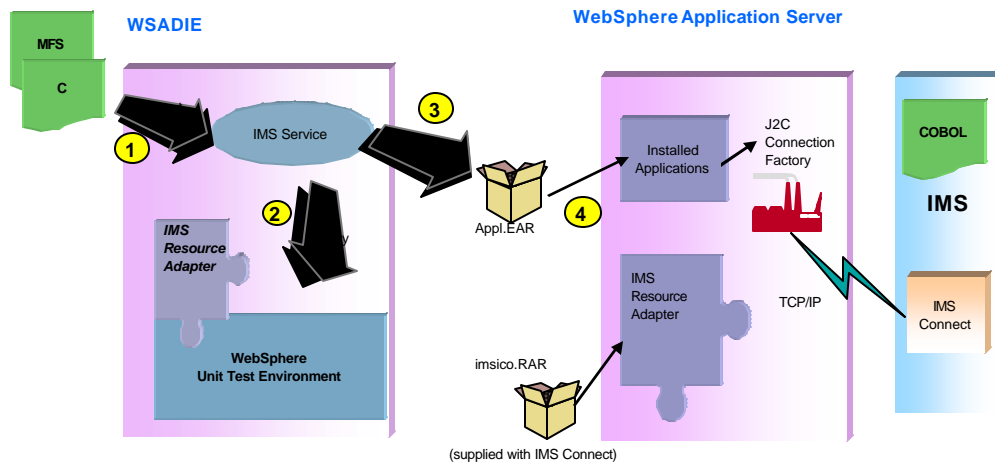 WSADIE
WebSphere Application Server
MFS
C
1
IMS Service
3
2
IMS
Resource
Adapter
WebSphere
Unit Test Environment
Appl.EAR
4
Installed
Applications
J2C
Connection
Factory
IMS
Resource
Adapter
TCP/IP
imsico.RAR
(supplied with IMS Connect)
COBOL
IMS
IMS
Connect